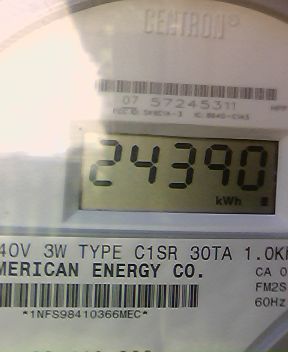 CENTRON®
07 57245311
24390
kWh
40V 3W TYPE C1SR 30TA 1.0K
MERICAN ENERGY CO.
CA 0
FM2S
60Hz
*1NFS98410366MEC*